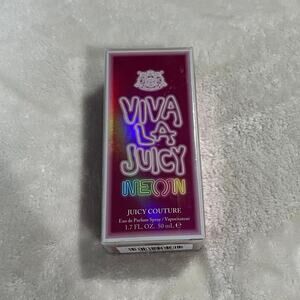 VIVA
LA
JUICY
NEON
JUICY COUTURE
Eau de Parfum Spray / Vaporisateur
1.7 FL. OZ. 50 mL ℮